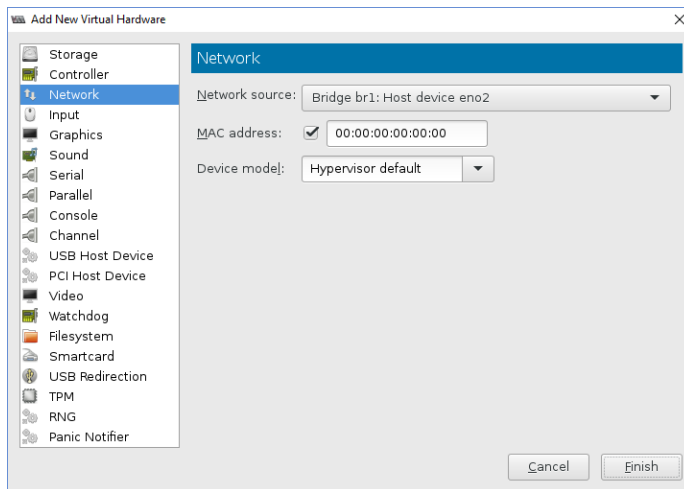 Add New Virtual Hardware
Storage
Controller
Network
Input
Graphics
Sound
Serial
Parallel
Console
Channel
USB Host Device
PCI Host Device
Video
Watchdog
Filesystem
Smartcard
USB Redirection
TPM
RNG
Panic Notifier
Network
Network source: Bridge br1: Host device eno2
MAC address: 00:00:00:00:00:00
Device model: Hypervisor default
Cancel Finish